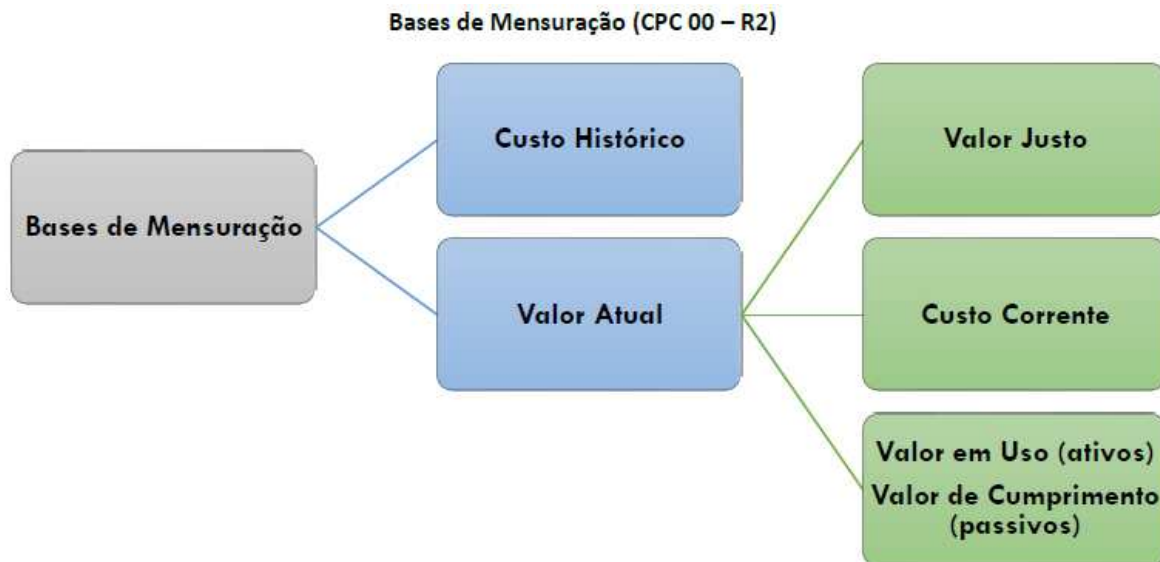 Bases de Mensuração (CPC 00 – R2)
Bases de Mensuração
Custo Histórico
Valor Atual
Valor Justo
Custo Corrente
Valor em Uso (ativos)
Valor de Cumprimento
(passivos)